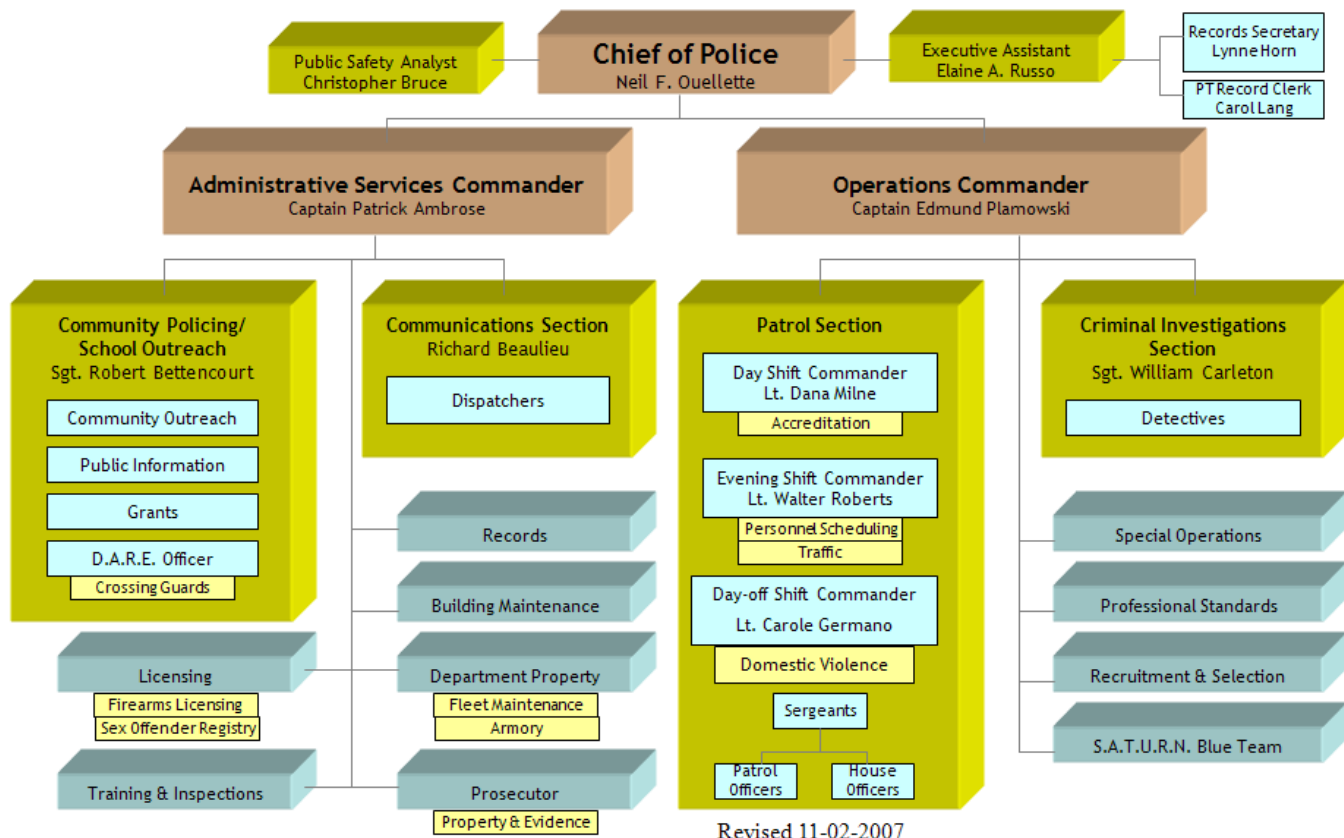 Public Safety Analyst
Christopher Bruce
Chief of Police
Neil F. Ouellette
Executive Assistant
Elaine A. Russo
Records Secretary
Lynne Horn
PT Record Clerk
Carol Lang
Administrative Services Commander
Captain Patrick Ambrose
Operations Commander
Captain Edmund Plamowski
Community Policing/
School Outreach
Sgt. Robert Bettencourt
Community Outreach
Public Information
Grants
D.A.R.E. Officer
Crossing Guards
Communications Section
Richard Beaulieu
Dispatchers
Records
Building Maintenance
Licensing
Firearms Licensing
Sex Offender Registry
Department Property
Fleet Maintenance
Armory
Training & Inspections
Prosecutor
Property & Evidence
Patrol Section
Day Shift Commander
Lt. Dana Milne
Accreditation
Evening Shift Commander
Lt. Walter Roberts
Personnel Scheduling
Traffic
Day-off Shift Commander
Lt. Carole Germano
Domestic Violence
Sergeants
Patrol
Officers
House
Officers
Criminal Investigations
Section
Sgt. William Carleton
Detectives
Special Operations
Professional Standards
Recruitment & Selection
S.A.T.U.R.N. Blue Team
Revised 11-02-2007